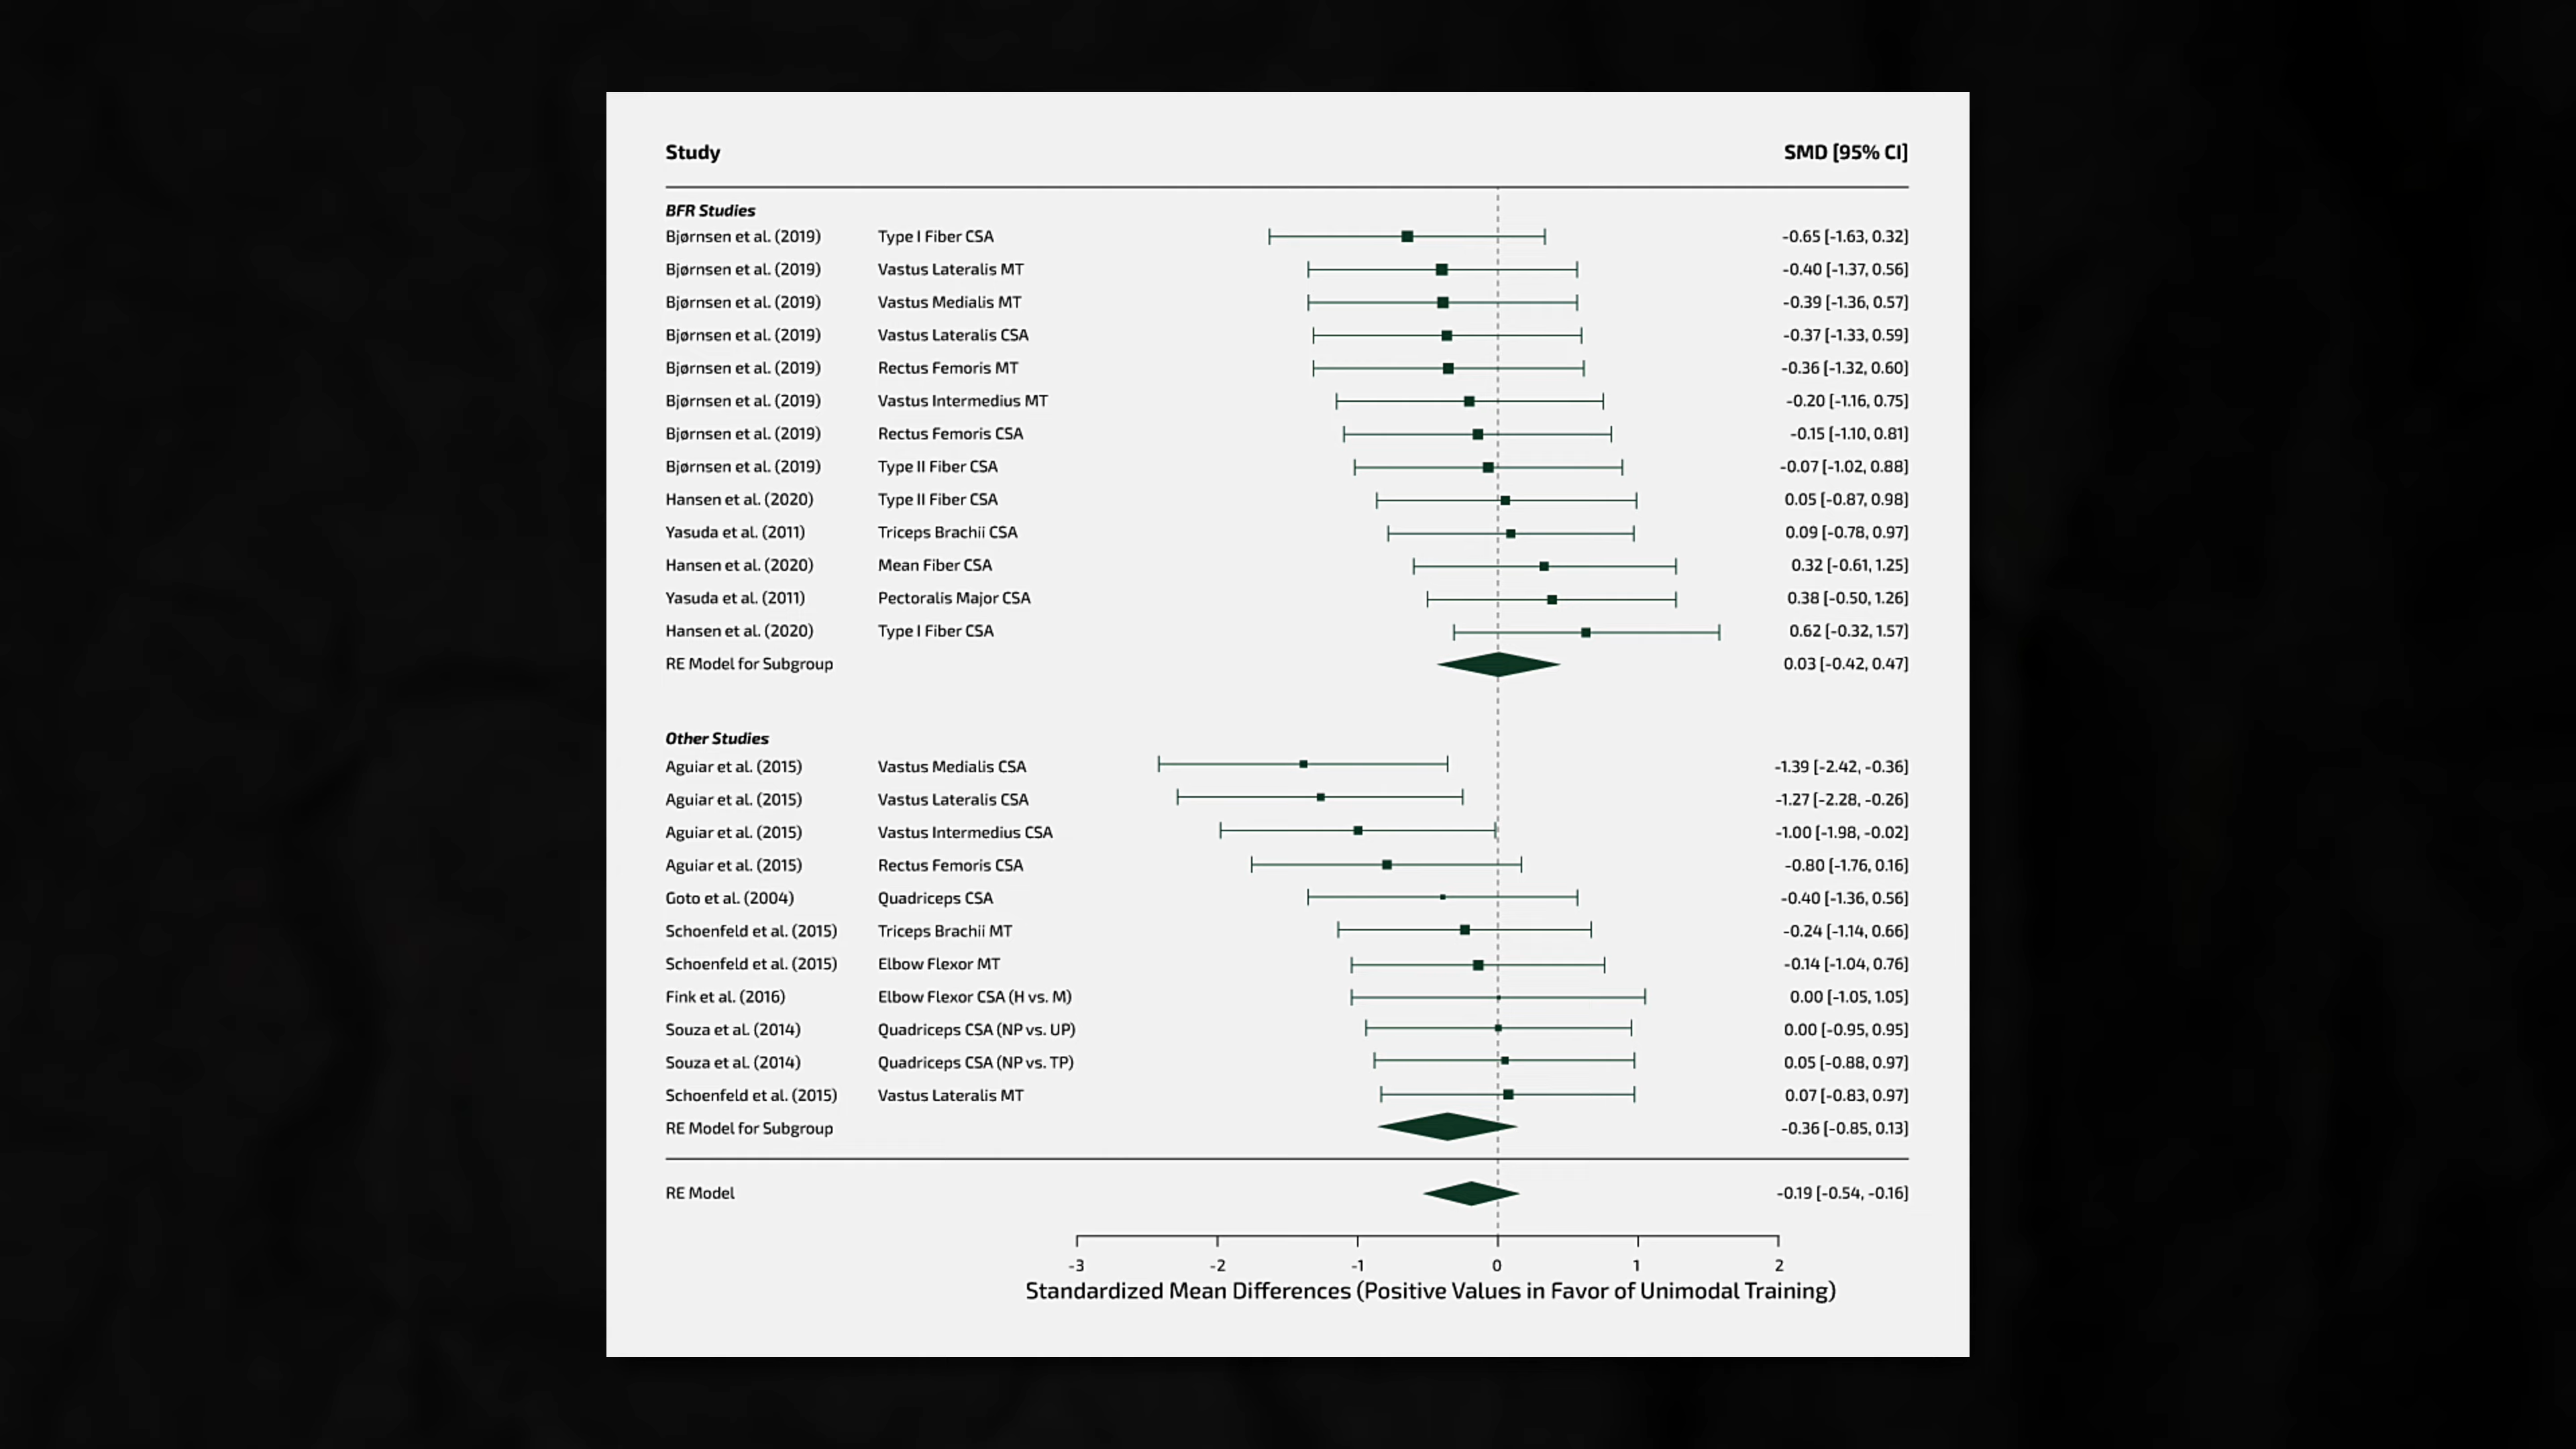 Study SMD [95% CI]
BFR Studies
Bjørnsen et al. (2019) Type I Fiber CSA -0.65 [-1.63, 0.32]
Bjørnsen et al. (2019) Vastus Lateralis MT -0.40 [-1.37, 0.56]
Bjørnsen et al. (2019) Vastus Medialis MT -0.39 [-1.36, 0.57]
Bjørnsen et al. (2019) Vastus Lateralis CSA -0.37 [-1.33, 0.59]
Bjørnsen et al. (2019) Rectus Femoris MT -0.36 [-1.32, 0.60]
Bjørnsen et al. (2019) Vastus Intermedius MT -0.20 [-1.16, 0.75]
Bjørnsen et al. (2019) Rectus Femoris CSA -0.15 [-1.10, 0.81]
Bjørnsen et al. (2019) Type II Fiber CSA -0.07 [-1.02, 0.88]
Hansen et al. (2020) Type II Fiber CSA 0.05 [-0.87, 0.98]
Yasuda et al. (2011) Triceps Brachii CSA 0.09 [-0.78, 0.97]
Hansen et al. (2020) Mean Fiber CSA 0.32 [-0.61, 1.25]
Yasuda et al. (2011) Pectoralis Major CSA 0.38 [-0.50, 1.26]
Hansen et al. (2020) Type I Fiber CSA 0.62 [-0.32, 1.57]
RE Model for Subgroup 0.03 [-0.42, 0.47]
Other Studies
Aguiar et al. (2015) Vastus Medialis CSA -1.39 [-2.42, -0.36]
Aguiar et al. (2015) Vastus Lateralis CSA -1.27 [-2.28, -0.26]
Aguiar et al. (2015) Vastus Intermedius CSA -1.00 [-1.98, -0.02]
Aguiar et al. (2015) Rectus Femoris CSA -0.80 [-1.76, 0.16]
Goto et al. (2004) Quadriceps CSA -0.40 [-1.36, 0.56]
Schoenfeld et al. (2015) Triceps Brachii MT -0.24 [-1.14, 0.66]
Schoenfeld et al. (2015) Elbow Flexor MT -0.14 [-1.04, 0.76]
Fink et al. (2016) Elbow Flexor CSA (H vs. M) 0.00 [-1.05, 1.05]
Souza et al. (2014) Quadriceps CSA (NP vs. UP) 0.00 [-0.95, 0.95]
Souza et al. (2014) Quadriceps CSA (NP vs. TP) 0.05 [-0.88, 0.97]
Schoenfeld et al. (2015) Vastus Lateralis MT 0.07 [-0.83, 0.97]
RE Model for Subgroup -0.36 [-0.85, 0.13]
RE Model -0.19 [-0.54, -0.16]
-3 -2 -1 0 1 2
Standardized Mean Differences (Positive Values in Favor of Unimodal Training)